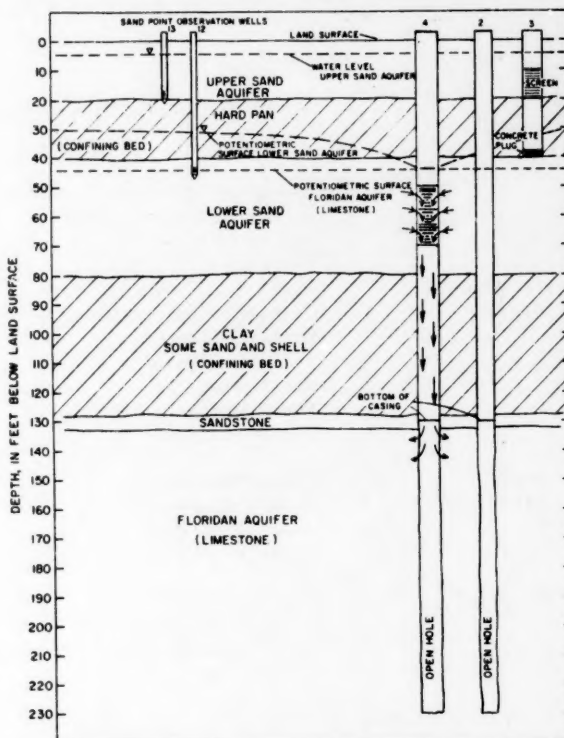 SAND POINT OBSERVATION WELLS
13
12
4
2
3
LAND SURFACE
WATER LEVEL
UPPER SAND AQUIFER
UPPER SAND
AQUIFER
SCREEN
HARD PAN
(CONFINING BED)
POTENTIOMETRIC
SURFACE LOWER SAND AQUIFER
CONCRETE
PLUG
POTENTIOMETRIC SURFACE
FLORIDAN AQUIFER
(LIMESTONE)
LOWER SAND
AQUIFER
CLAY
SOME SAND AND SHELL
(CONFINING BED)
BOTTOM OF
CASING
SANDSTONE
FLORIDAN AQUIFER
(LIMESTONE)
OPEN HOLE
OPEN HOLE
DEPTH, IN FEET BELOW LAND SURFACE
0
10
20
30
40
50
60
70
80
90
100
110
120
130
140
150
160
170
180
190
200
210
220
230